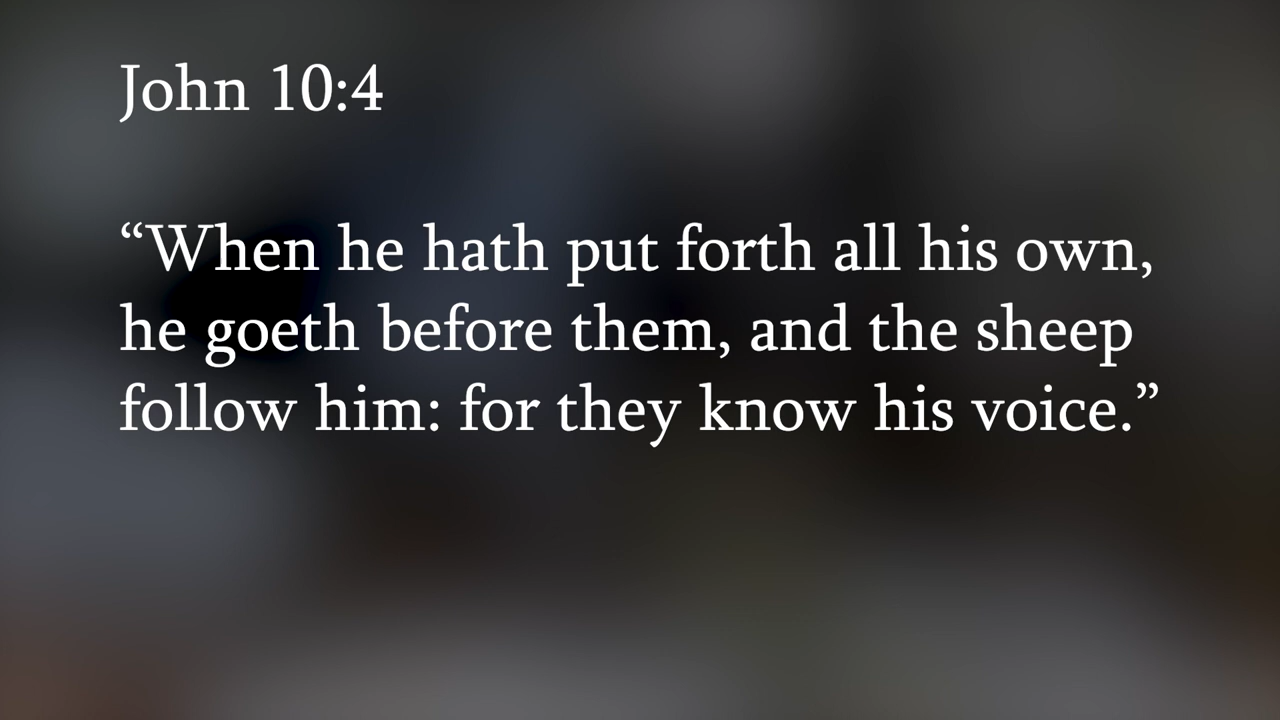 John 10:4
“When he hath put forth all his own,
he goeth before them, and the sheep
follow him: for they know his voice.”